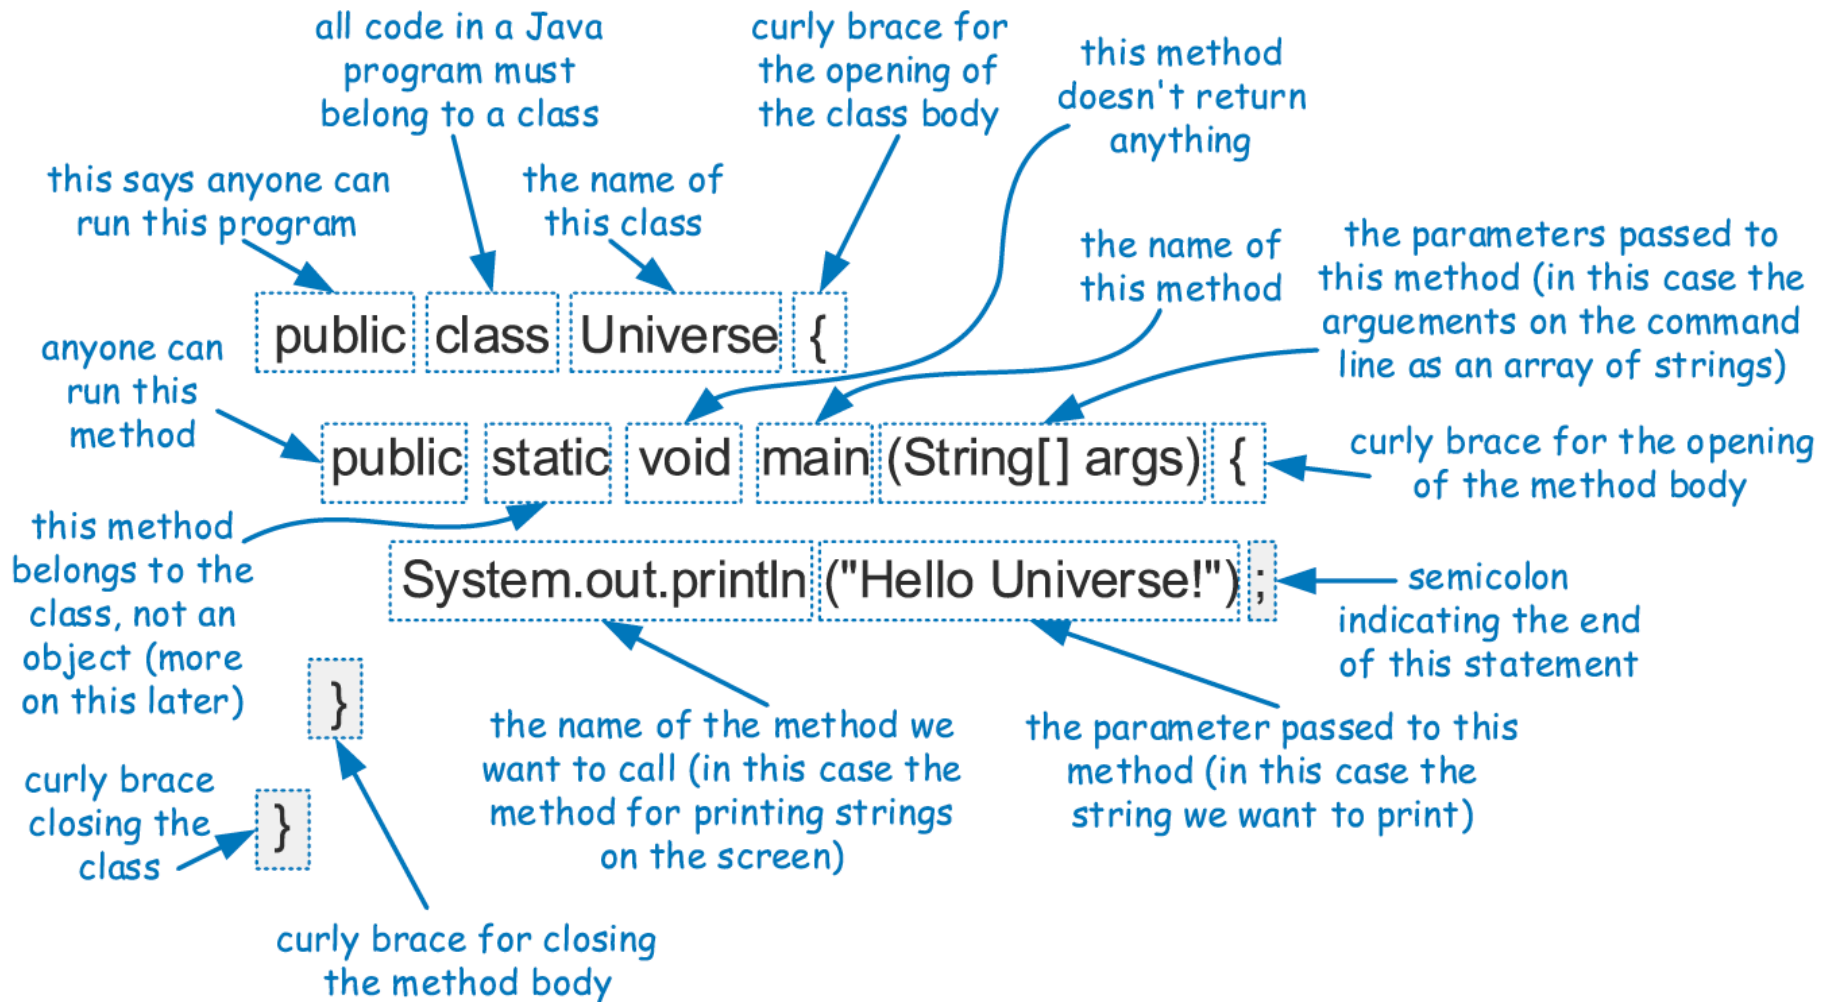 all code in a Java
program must
belong to a class
curly brace for
the opening of
the class body
this method
doesn't return
anything
this says anyone can
run this program
the name of
this class
the name of
this method
the parameters passed to
this method (in this case the
arguements on the command
line as an array of strings)
public class Universe {
anyone can
run this
method
public static void main (String[] args) {
curly brace for the opening
of the method body
this method
belongs to the
class, not an
object (more
on this later)
System.out.println ("Hello Universe!") ;
semicolon
indicating the end
of this statement
}
the name of the method we
want to call (in this case the
method for printing strings
on the screen)
the parameter passed to this
method (in this case the
string we want to print)
curly brace
closing the
class
}
curly brace for closing
the method body